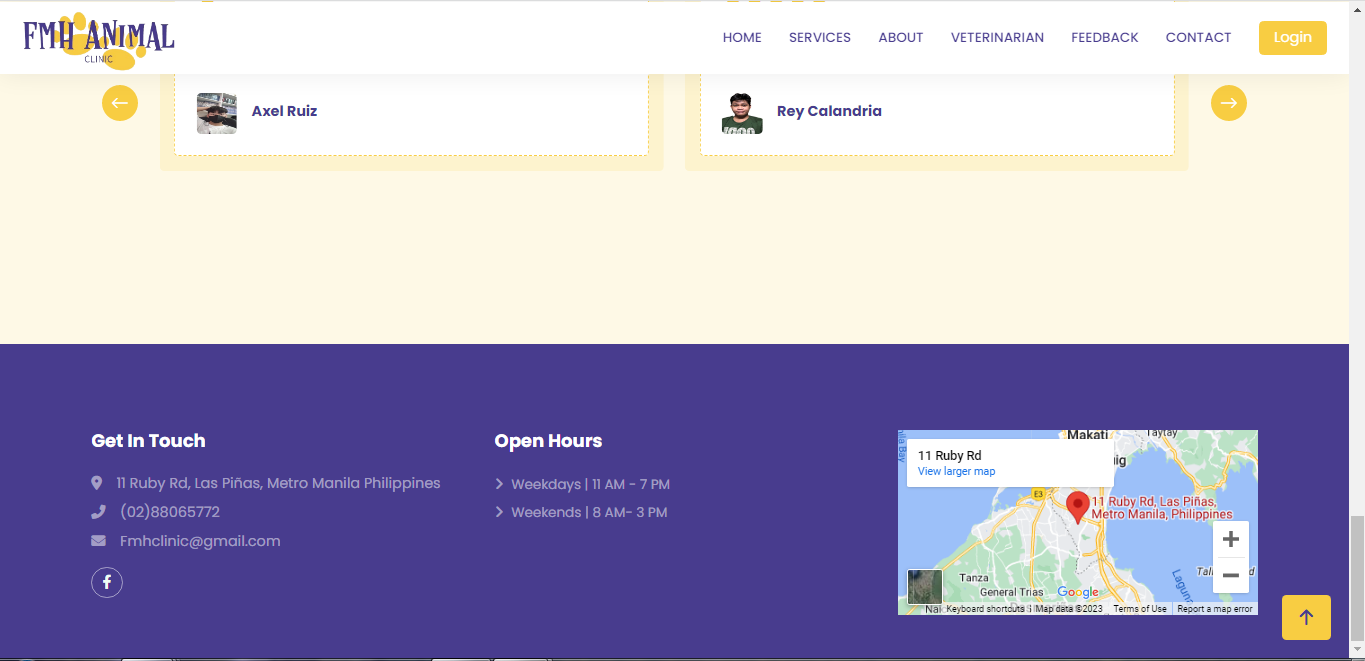 FMH ANIMAL
CLINIC
HOME SERVICES ABOUT VETERINARIAN FEEDBACK CONTACT Login
Axel Ruiz
Rey Calandria
Get In Touch
11 Ruby Rd, Las Piñas, Metro Manila Philippines
(02)88065772
Fmhclinic@gmail.com
Open Hours
Weekdays | 11 AM - 7 PM
Weekends | 8 AM- 3 PM
Makati Taytay
11 Ruby Rd
View larger map
E3
11 Ruby Rd, Las Piñas,
Metro Manila, Philippines
Tanza
General Trias
Google
Keyboard shortcuts Map data ©2023 Terms of Use Report a map error